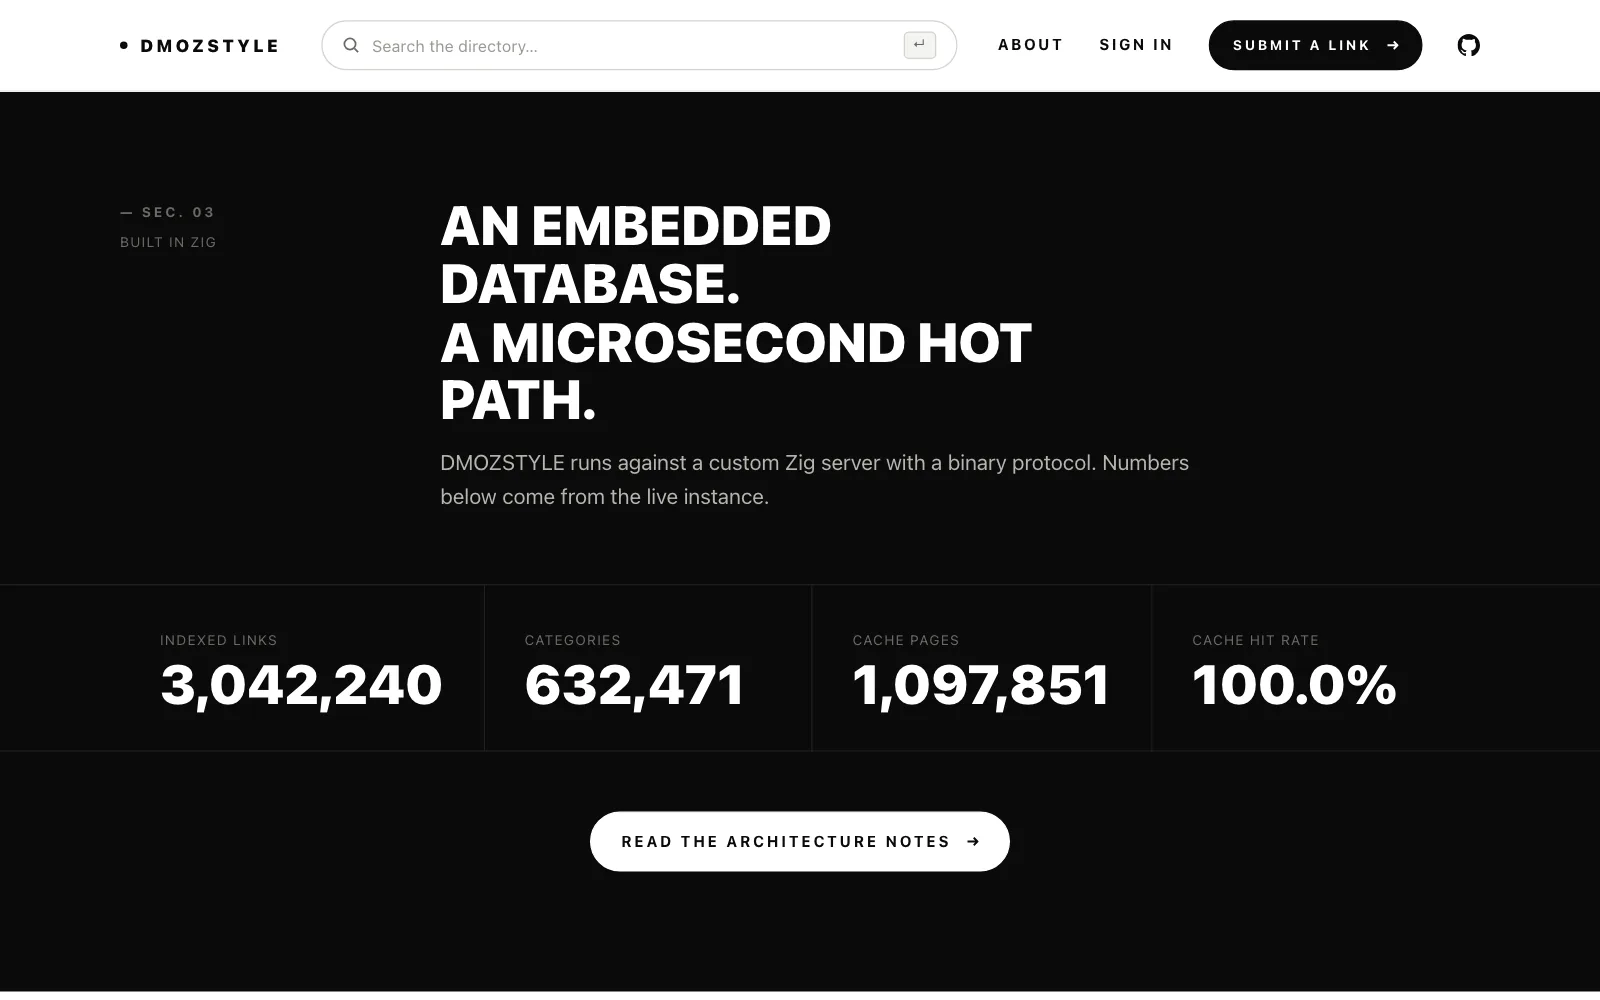 DMOZSTYLE
Search the directory...
ABOUT
SIGN IN
SUBMIT A LINK →
— SEC. 03
BUILT IN ZIG
AN EMBEDDED
DATABASE.
A MICROSECOND HOT
PATH.
DMOZSTYLE runs against a custom Zig server with a binary protocol. Numbers
below come from the live instance.
INDEXED LINKS
3,042,240
CATEGORIES
632,471
CACHE PAGES
1,097,851
CACHE HIT RATE
100.0%
READ THE ARCHITECTURE NOTES →